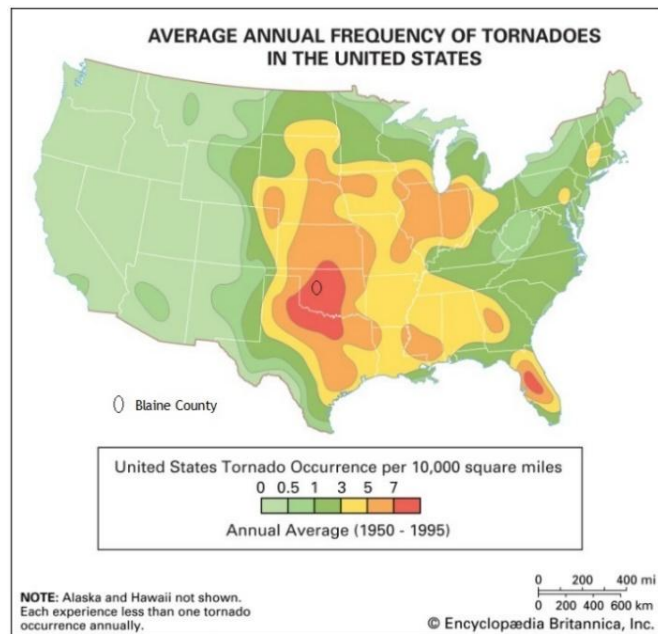 AVERAGE ANNUAL FREQUENCY OF TORNADOES
IN THE UNITED STATES
Blaine County
United States Tornado Occurrence per 10,000 square miles
0 0.5 1 3 5 7
Annual Average (1950 - 1995)
NOTE: Alaska and Hawaii not shown.
Each experience less than one tornado
occurrence annually.
0 200 400 mi
0 200 400 600 km
© Encyclopædia Britannica, Inc.